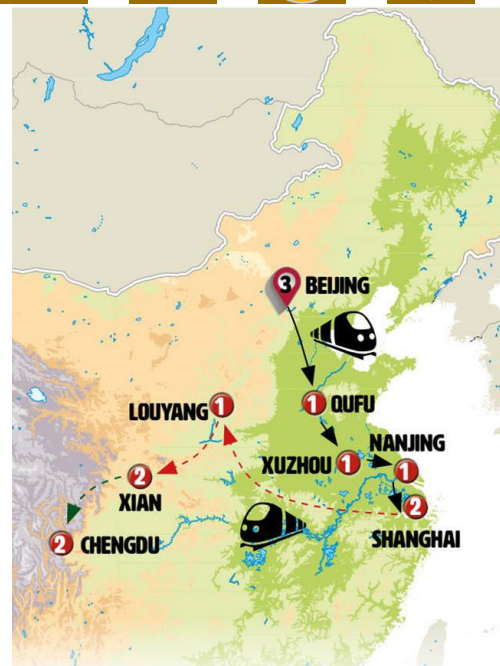 3 BEIJING
1 QUFU
LOUYANG 1
NANJING
XUZHOU 1
1
2
XIAN
2
SHANGHAI
2 CHENGDU